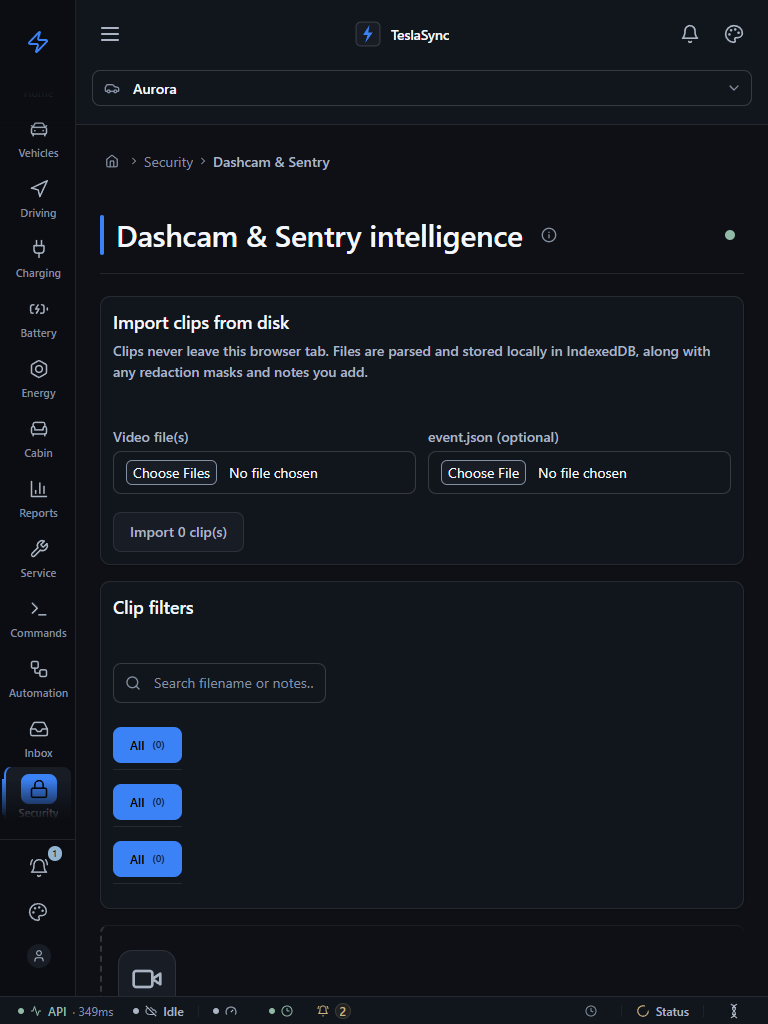 TeslaSync
Aurora
Vehicles
Driving
Charging
Battery
Energy
Cabin
Reports
Service
Commands
Automation
Inbox
Security
1
Security
Dashcam & Sentry
Dashcam & Sentry intelligence
Import clips from disk
Clips never leave this browser tab. Files are parsed and stored locally in IndexedDB, along with
any redaction masks and notes you add.
Video file(s)
event.json (optional)
Choose Files No file chosen
Choose File No file chosen
Import 0 clip(s)
Clip filters
Search filename or notes..
All (0)
All (0)
All (0)
API · 349ms
Idle
2
Status